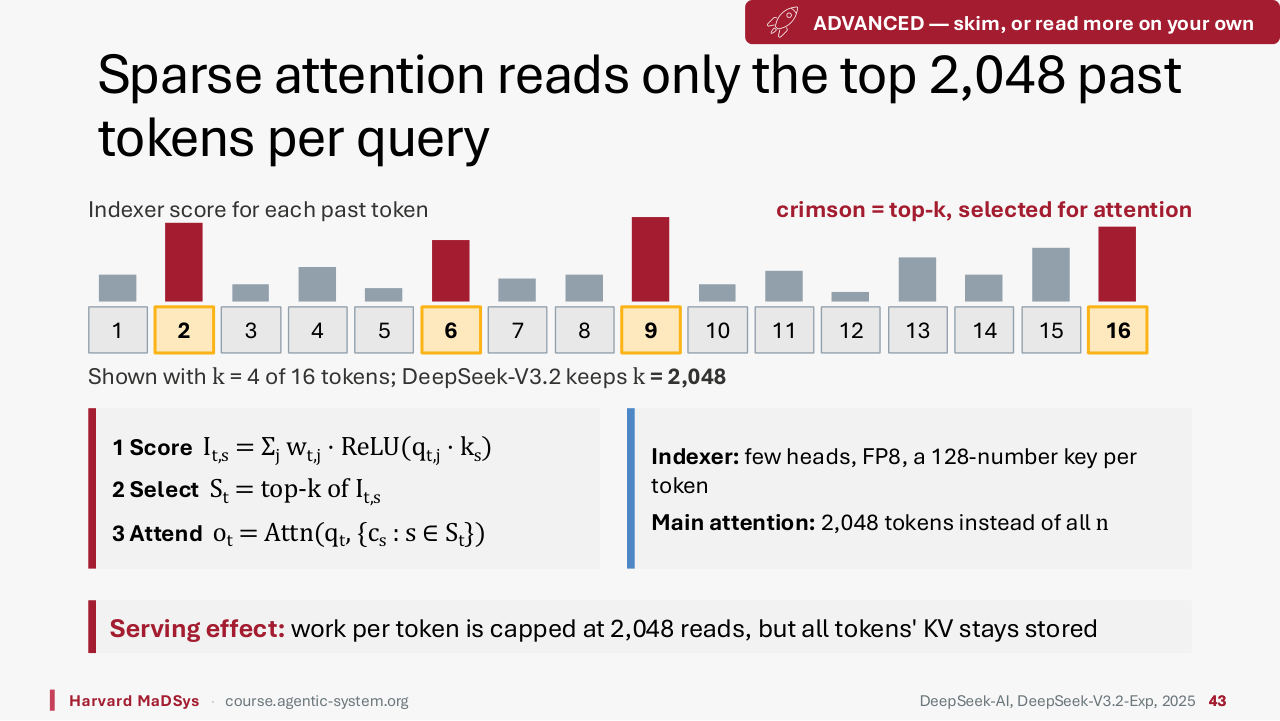 ADVANCED — skim, or read more on your own
Sparse attention reads only the top 2,048 past
tokens per query
Indexer score for each past token
crimson = top-k, selected for attention
1 2 3 4 5 6 7 8 9 10 11 12 13 14 15 16
Shown with k = 4 of 16 tokens; DeepSeek-V3.2 keeps k = 2,048
1 Score I_{t,s} = Σ_j w_{t,j} · ReLU(q_{t,j} · k_s)
2 Select S_t = top-k of I_{t,s}
3 Attend o_t = Attn(q_t, {c_s : s ∈ S_t})
Indexer: few heads, FP8, a 128-number key per
token
Main attention: 2,048 tokens instead of all n
Serving effect: work per token is capped at 2,048 reads, but all tokens' KV stays stored
Harvard MaDSys · course.agentic-system.org
DeepSeek-AI, DeepSeek-V3.2-Exp, 2025 43